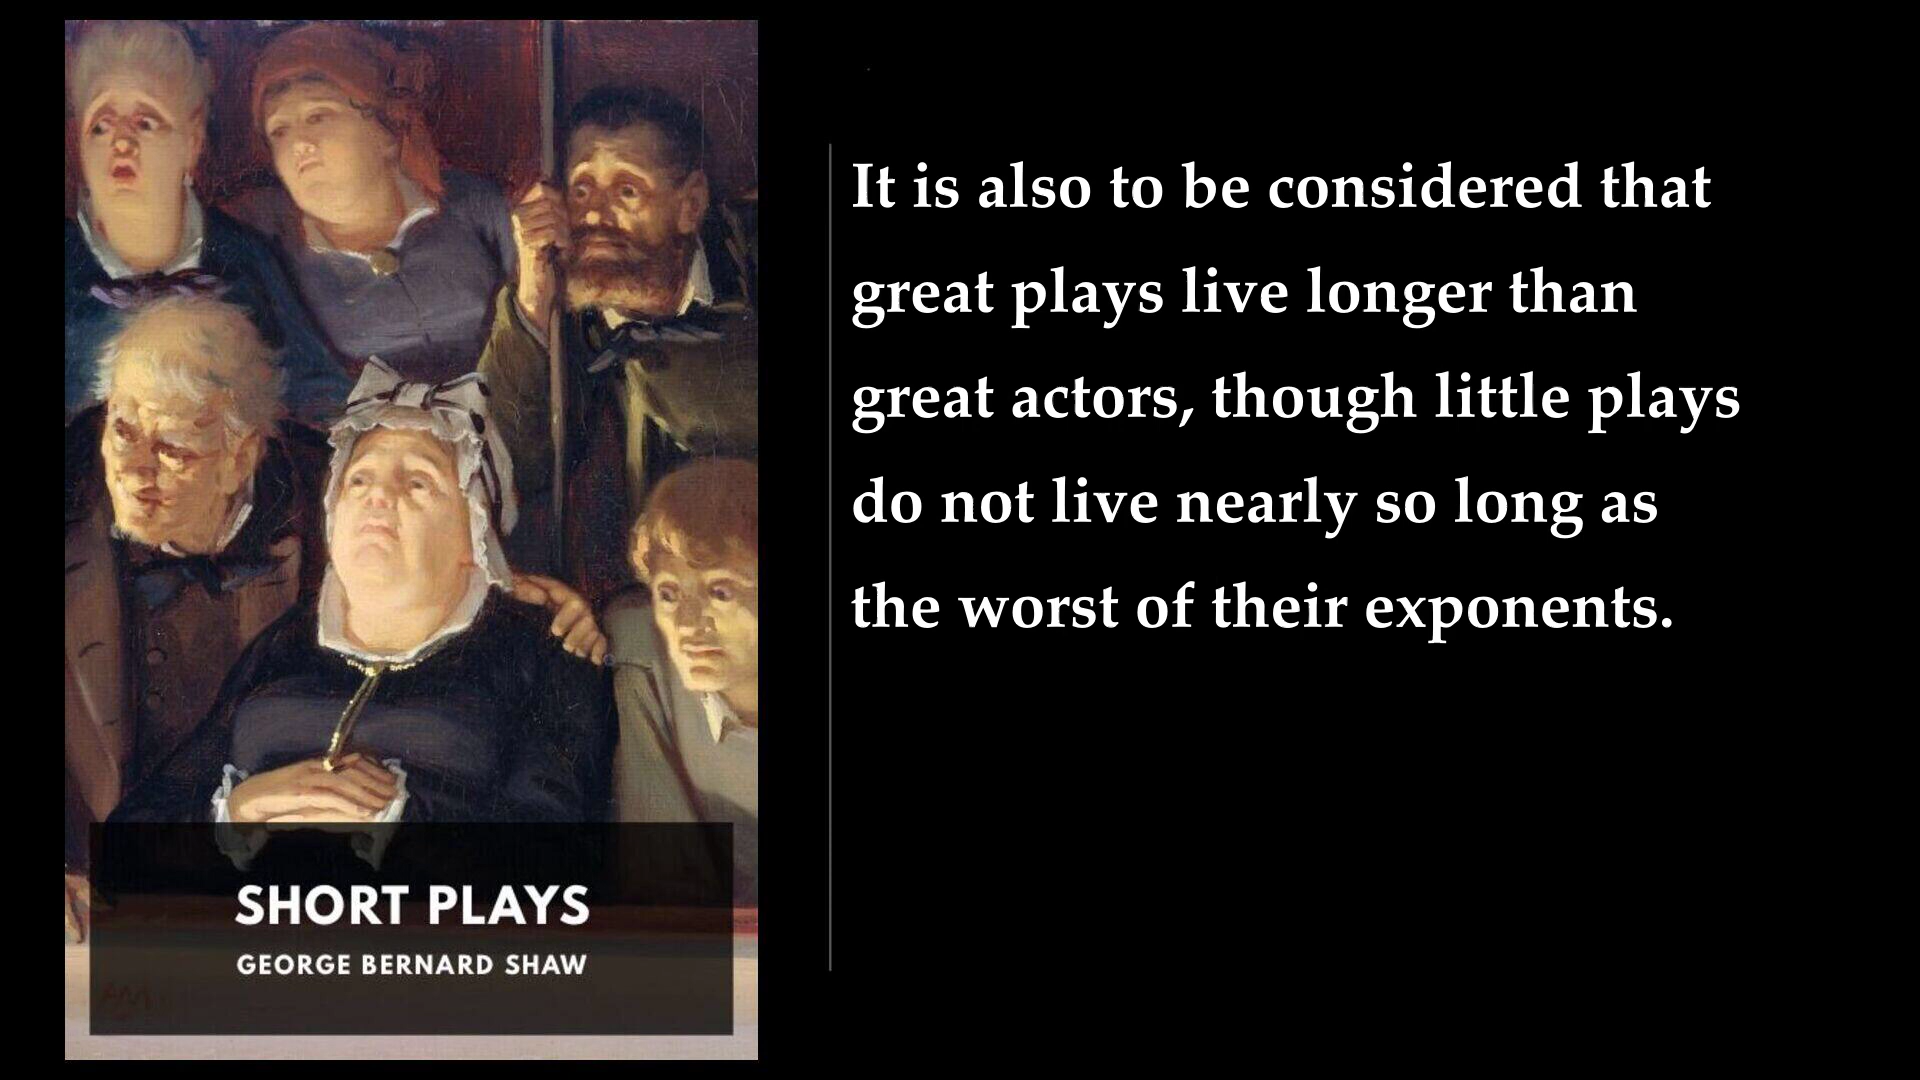 It is also to be considered that
great plays live longer than
great actors, though little plays
do not live nearly so long as
the worst of their exponents.
SHORT PLAYS
GEORGE BERNARD SHAW